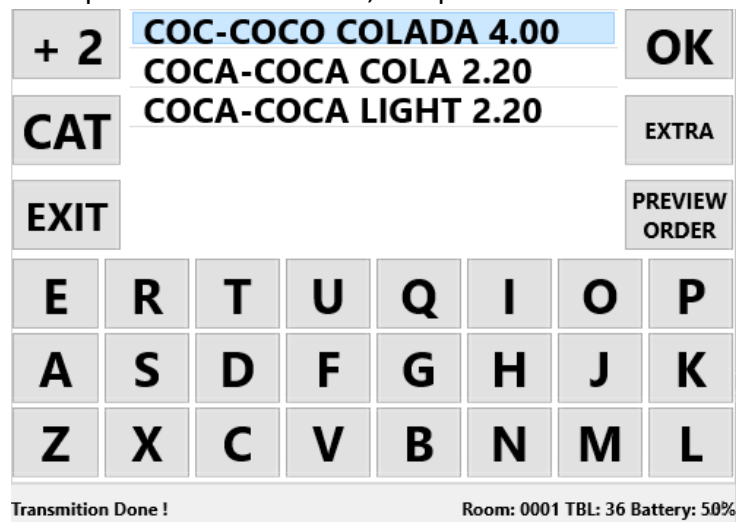 + 2
COC-COCO COLADA 4.00
OK
COCA-COCA COLA 2.20
COCA-COCA LIGHT 2.20
CAT
EXTRA
EXIT
PREVIEW
ORDER
E R T U Q I O P
A S D F G H J K
Z X C V B N M L
Transmition Done ! Room: 0001 TBL: 36 Battery: